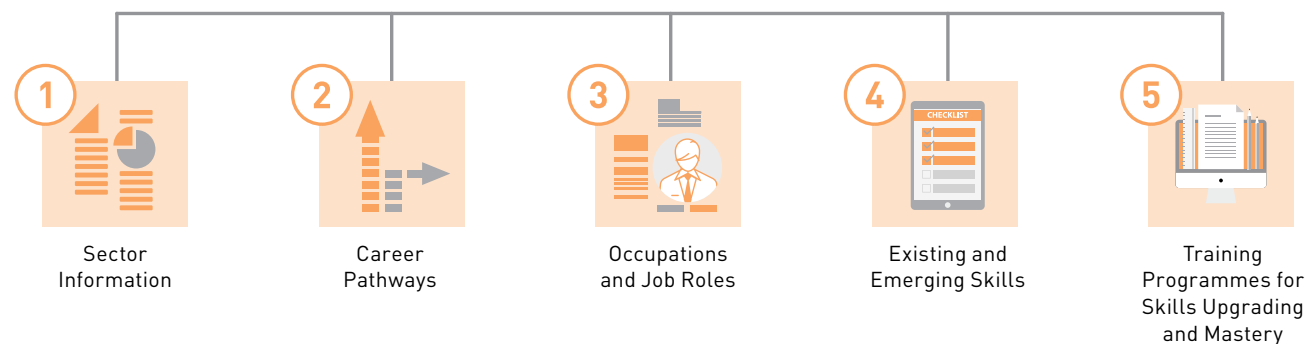 1
Sector
Information
2
Career
Pathways
3
Occupations
and Job Roles
4
CHECKLIST
Existing and
Emerging Skills
5
Training
Programmes for
Skills Upgrading
and Mastery